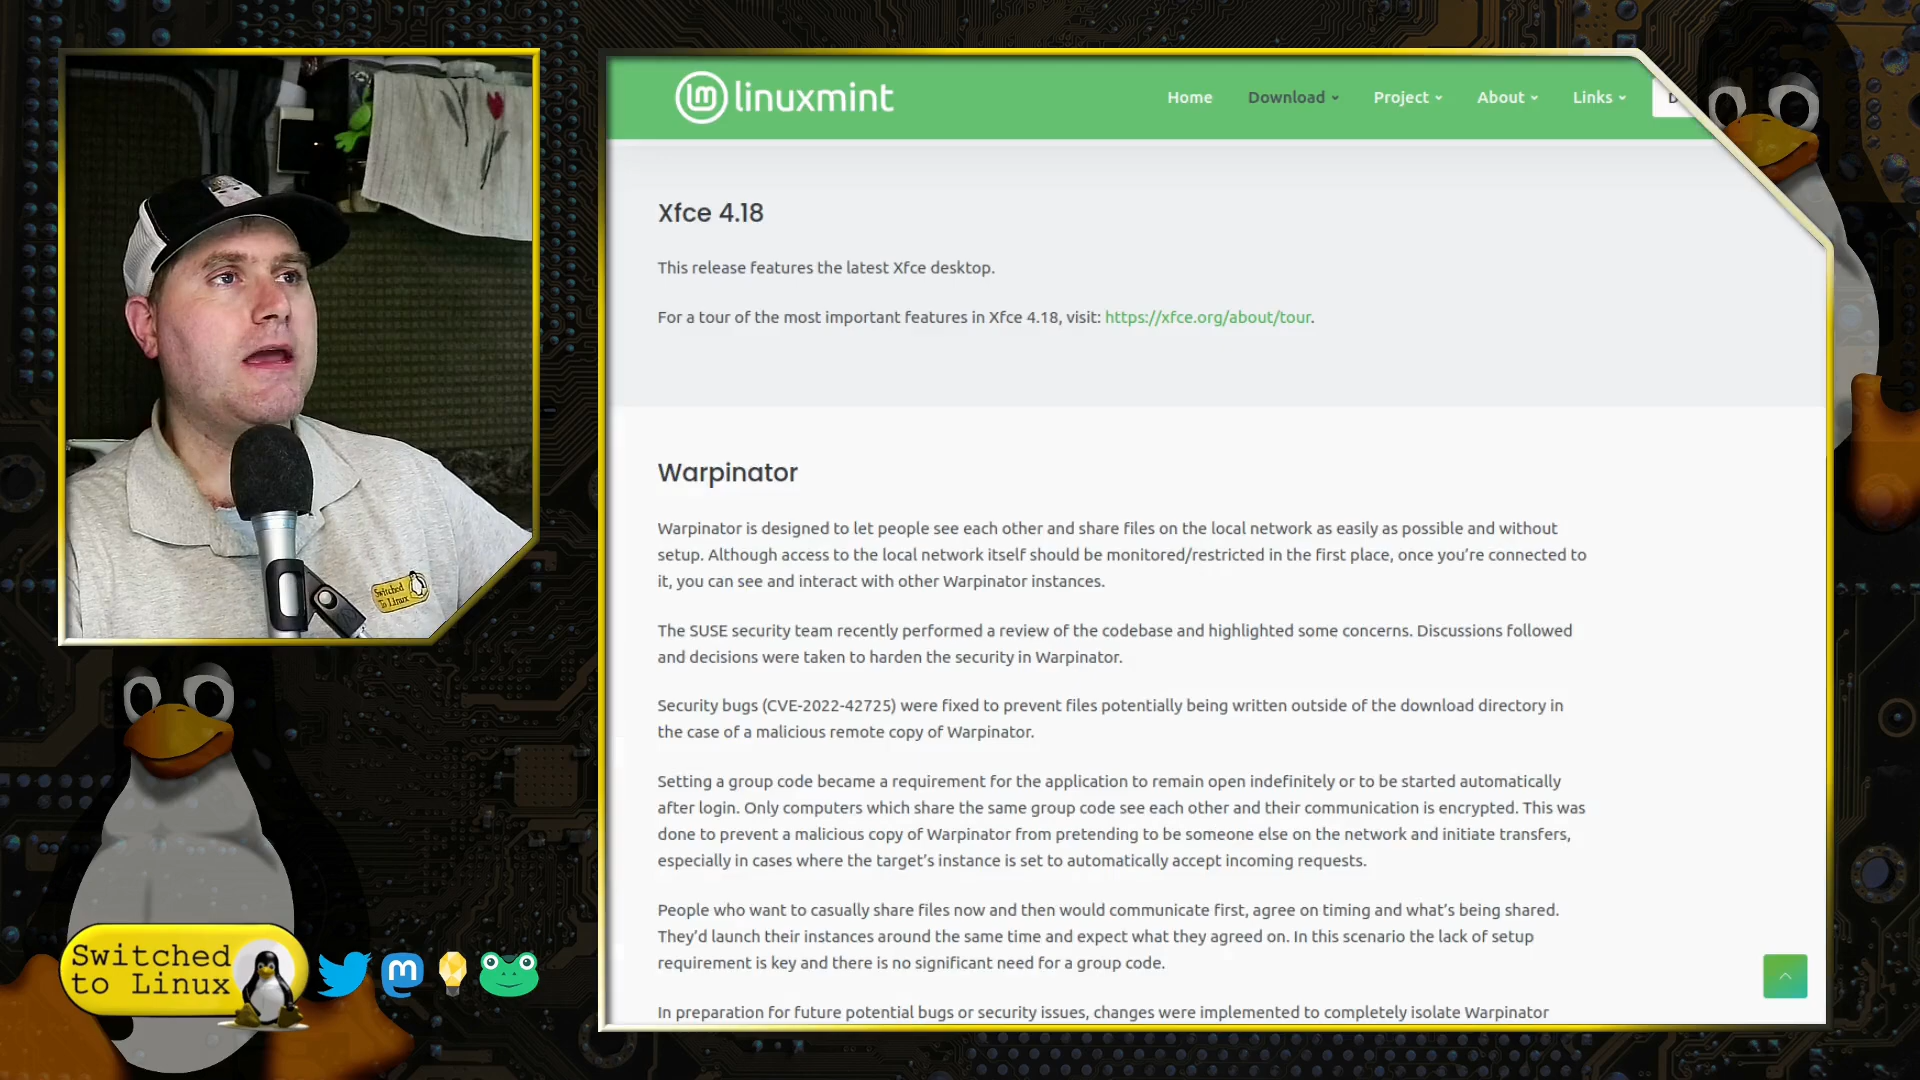 linuxmint
Home
Download
Project
About
Links
Xfce 4.18
This release features the latest Xfce desktop.
For a tour of the most important features in Xfce 4.18, visit: https://xfce.org/about/tour.
Warpinator
Warpinator is designed to let people see each other and share files on the local network as easily as possible and without
setup. Although access to the local network itself should be monitored/restricted in the first place, once you’re connected to
it, you can see and interact with other Warpinator instances.
The SUSE security team recently performed a review of the codebase and highlighted some concerns. Discussions followed
and decisions were taken to harden the security in Warpinator.
Security bugs (CVE-2022-42725) were fixed to prevent files potentially being written outside of the download directory in
the case of a malicious remote copy of Warpinator.
Setting a group code became a requirement for the application to remain open indefinitely or to be started automatically
after login. Only computers which share the same group code see each other and their communication is encrypted. This was
done to prevent a malicious copy of Warpinator from pretending to be someone else on the network and initiate transfers,
especially in cases where the target’s instance is set to automatically accept incoming requests.
People who want to casually share files now and then would communicate first, agree on timing and what’s being shared.
They’d launch their instances around the same time and expect what they agreed on. In this scenario the lack of setup
requirement is key and there is no significant need for a group code.
In preparation for future potential bugs or security issues, changes were implemented to completely isolate Warpinator
Switched
To Linux
Switched
to Linux